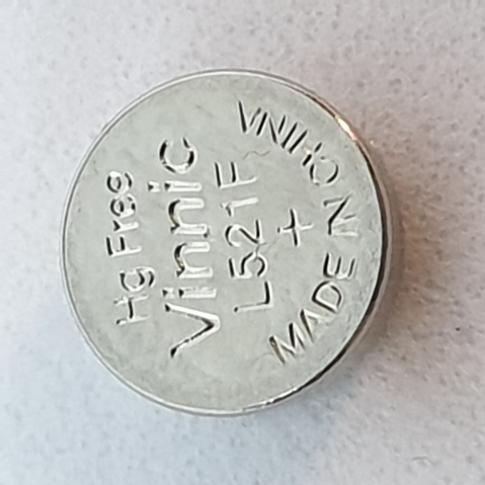 Hg Free
Vinnic
L521F
+
MADE IN CHINA